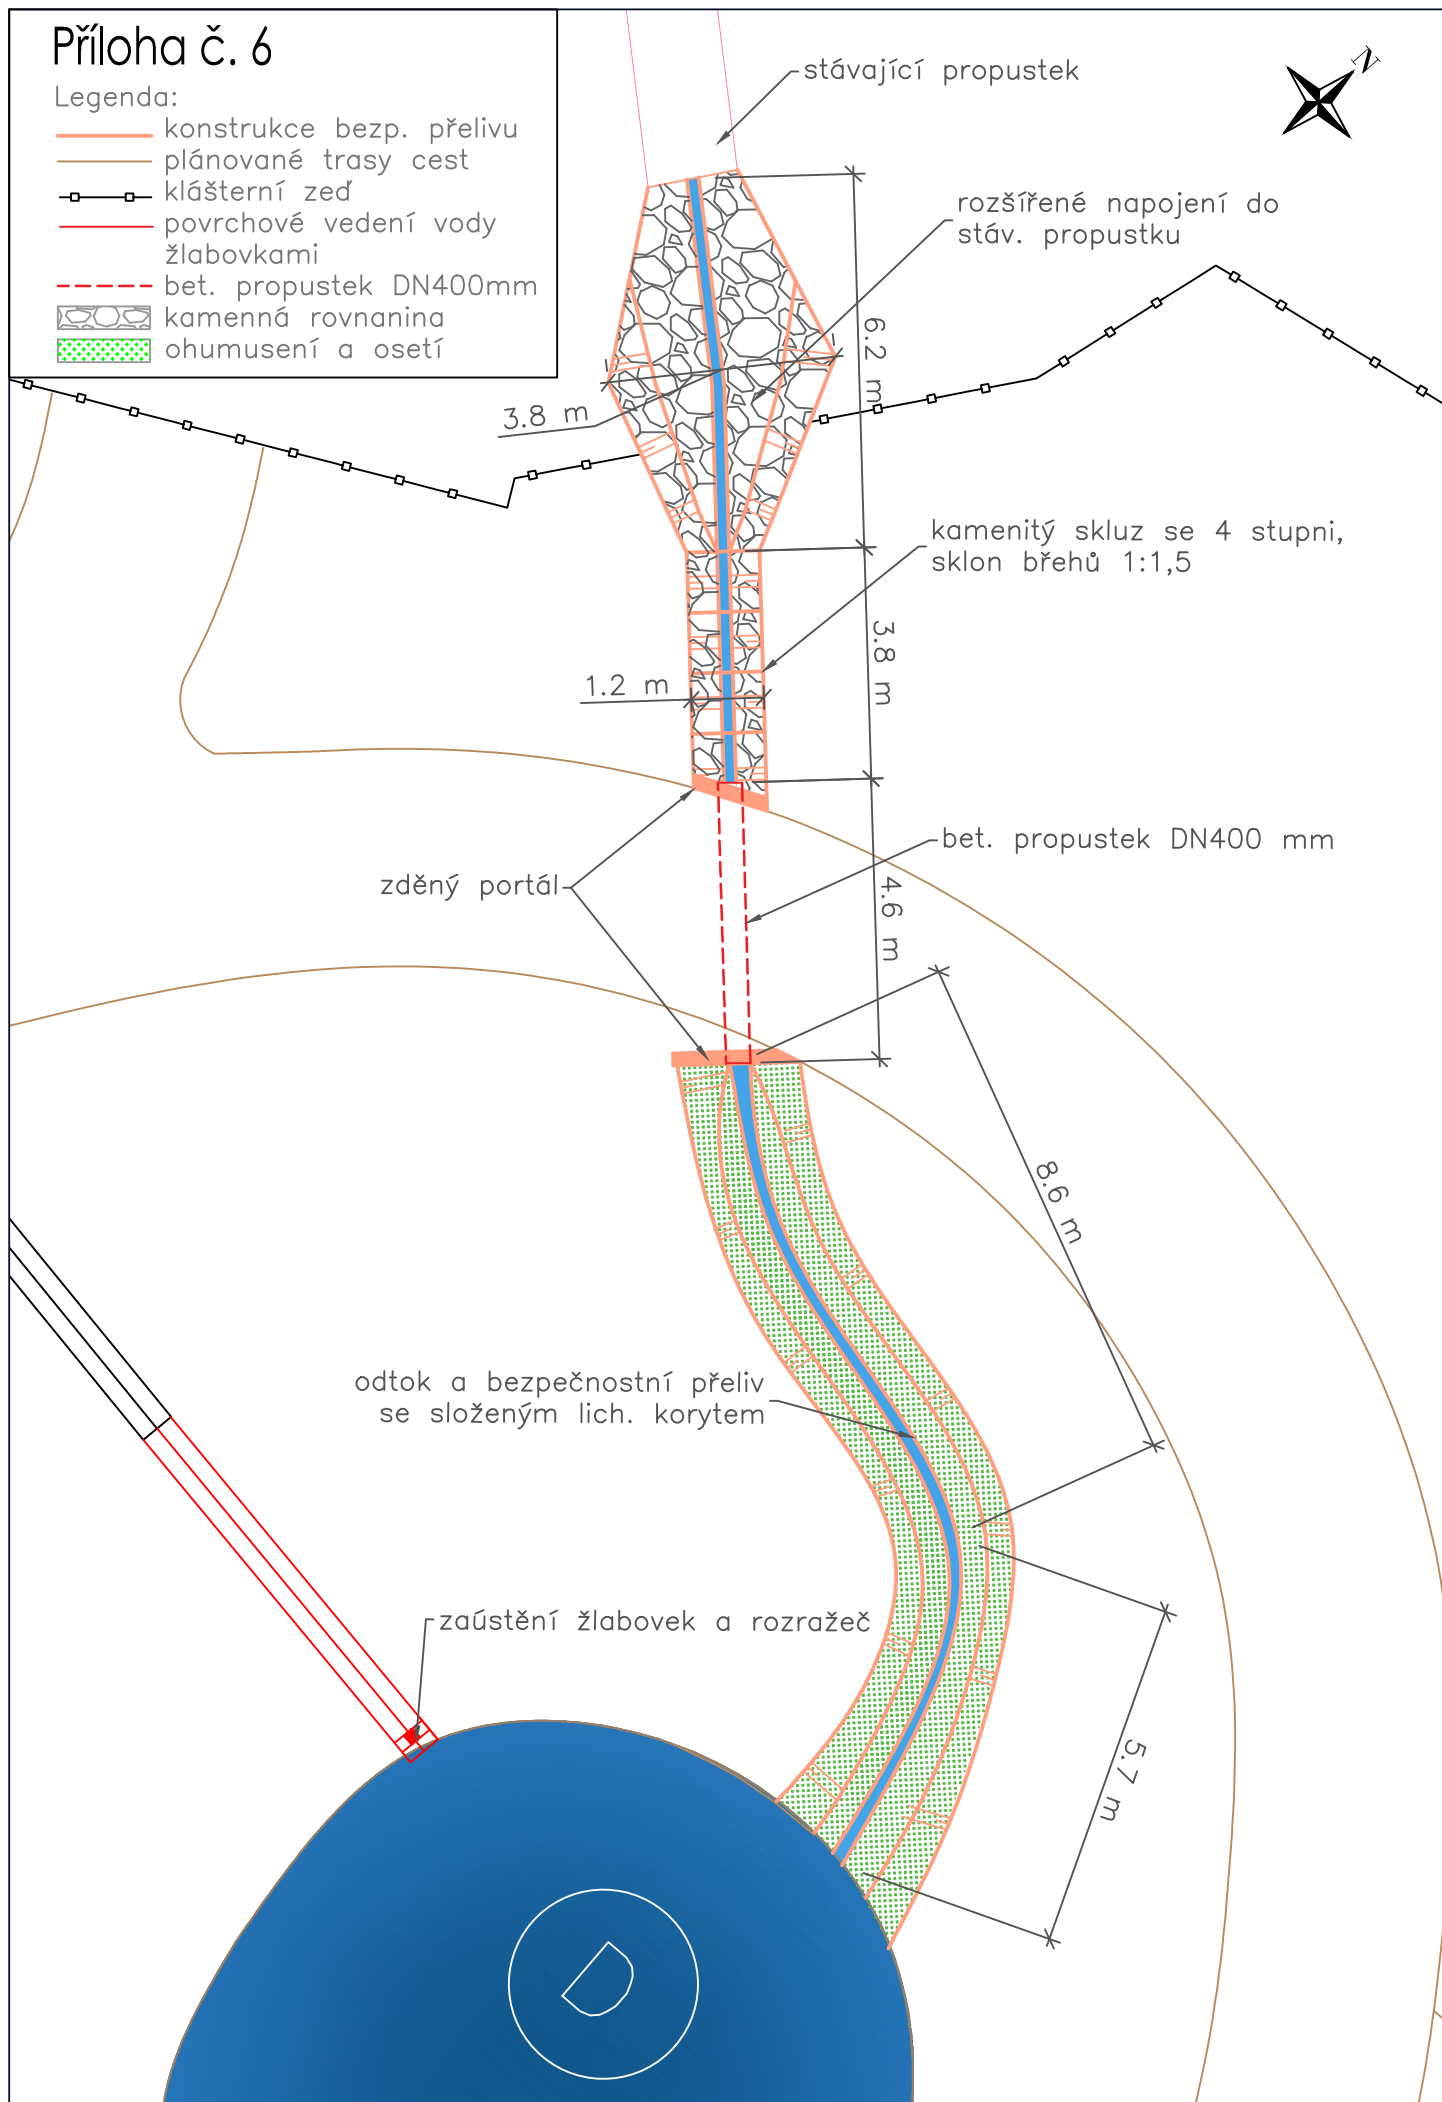 Příloha č. 6
Legenda:
konstrukce bezp. přelivu
plánované trasy cest
klášterní zeď
povrchové vedení vody
žlabovkami
bet. propustek DN400mm
kamenná rovnanina
ohumusení a osetí
stávající propustek
N
rozšířené napojení do
stáv. propustku
6.2 m
3.8 m
kamenitý skluz se 4 stupni,
sklon břehů 1:1,5
3.8 m
1.2 m
bet. propustek DN400 mm
zděný portál
4.6 m
8.6 m
odtok a bezpečnostní přeliv
se složeným lich. korytem
zaústění žlabovek a rozražeč
5.7 m
D